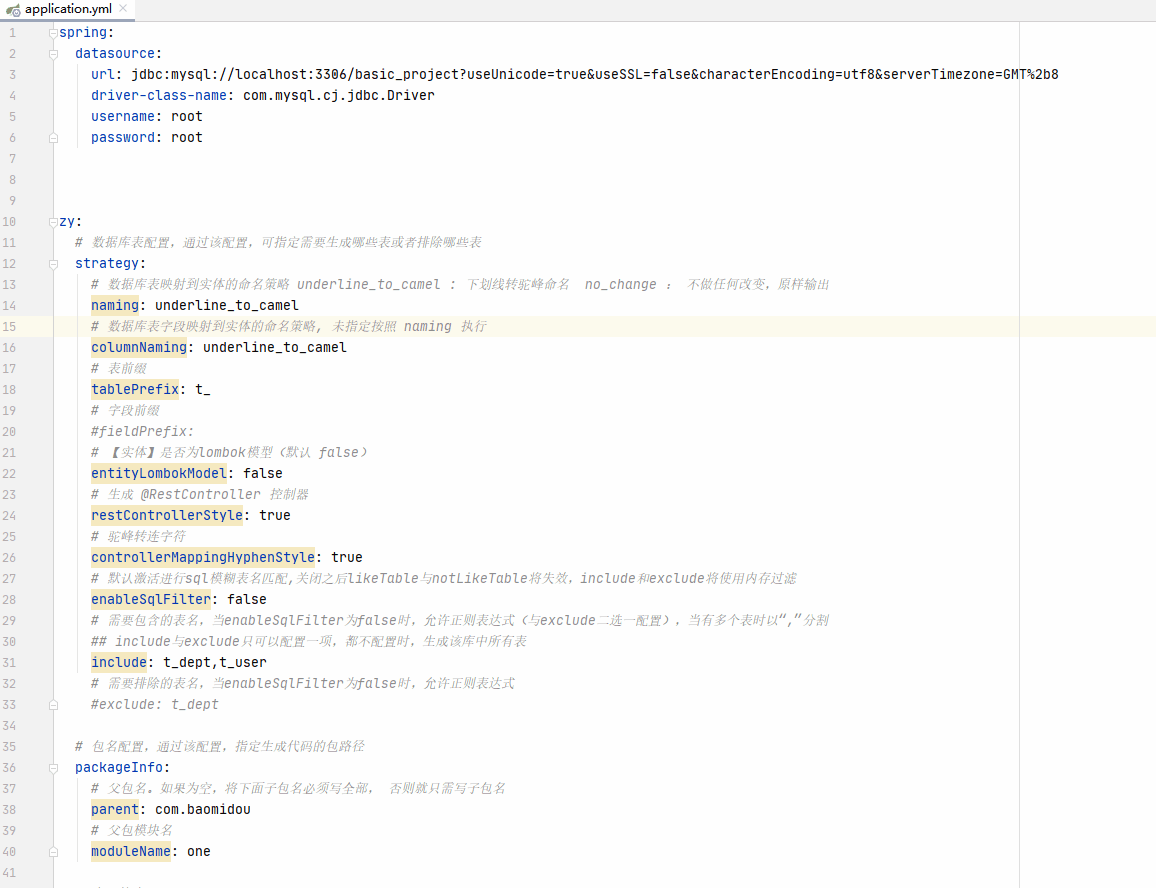 application.yml
1 spring:
2 datasource:
3 url: jdbc:mysql://localhost:3306/basic_project?useUnicode=true&useSSL=false&characterEncoding=utf8&serverTimezone=GMT%2b8
4 driver-class-name: com.mysql.cj.jdbc.Driver
5 username: root
6 password: root
7
8
9
10 zy:
11 # 数据库表配置，通过该配置，可指定需要生成哪些表或者排除哪些表
12 strategy:
13 # 数据库表映射到实体的命名策略 underline_to_camel : 下划线转驼峰命名 no_change ： 不做任何改变，原样输出
14 naming: underline_to_camel
15 # 数据库表字段映射到实体的命名策略, 未指定按照 naming 执行
16 columnNaming: underline_to_camel
17 # 表前缀
18 tablePrefix: t_
19 # 字段前缀
20 #fieldPrefix:
21 # 【实体】是否为lombok模型（默认 false）
22 entityLombokModel: false
23 # 生成 @RestController 控制器
24 restControllerStyle: true
25 # 驼峰转连字符
26 controllerMappingHyphenStyle: true
27 # 默认激活进行sql模糊表名匹配,关闭之后likeTable与notLikeTable将失效，include和exclude将使用内存过滤
28 enableSqlFilter: false
29 # 需要包含的表名，当enableSqlFilter为false时，允许正则表达式（与exclude二选一配置），当有多个表时以“,”分割
30 ## include与exclude只可以配置一项，都不配置时，生成该库中所有表
31 include: t_dept,t_user
32 # 需要排除的表名，当enableSqlFilter为false时，允许正则表达式
33 #exclude: t_dept
34
35 # 包名配置，通过该配置，指定生成代码的包路径
36 packageInfo:
37 # 父包名。如果为空，将下面子包名必须写全部， 否则就只需写子包名
38 parent: com.baomidou
39 # 父包模块名
40 moduleName: one
41